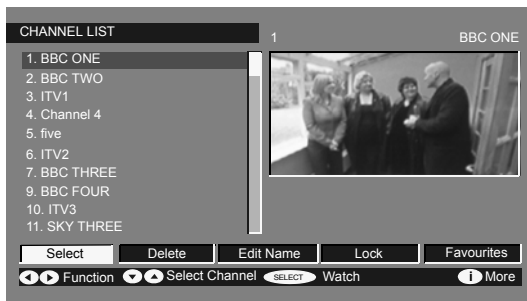 CHANNEL LIST
1 BBC ONE
1. BBC ONE
2. BBC TWO
3. ITV1
4. Channel 4
5. five
6. ITV2
7. BBC THREE
9. BBC FOUR
10. ITV3
11. SKY THREE
Select Delete Edit Name Lock Favourites
Function Select Channel SELECT Watch i More